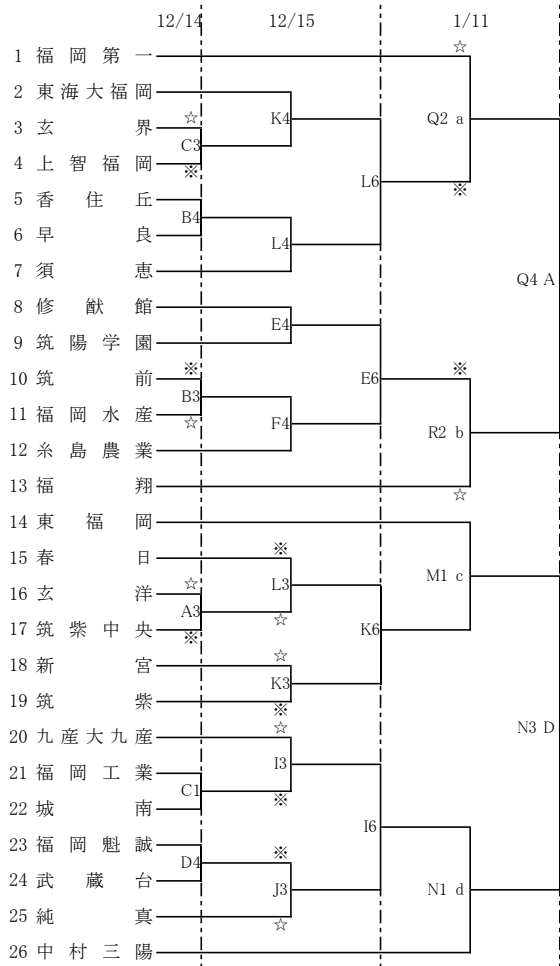 12/14 12/15 1/11
☆
1 福岡第一
2 東海大福岡
K4 Q2 a
☆
3 玄界
C3
4 上智福岡
※
L6 ※
5 香住丘
B4
6 早良
L4
7 須恵
Q4 A
8 修猷館
E4
9 筑陽学園
※ ※
10 筑前
E6
B3
11 福岡水産
☆ F4 R2 b
12 糸島農業
13 福翔
☆
14 東福岡
※
15 春日
L3 M1 c
☆
16 玄洋
A3
☆
17 筑紫中央
※ K6
☆
18 新宮
K3
19 筑紫
※
☆ N3 D
20 九産大九産
I3
21 福岡工業
C1
※
22 城南
I6
23 福岡魁誠
※
D4
24 武蔵台
J3 N1 d
25 純真
☆
26 中村三陽